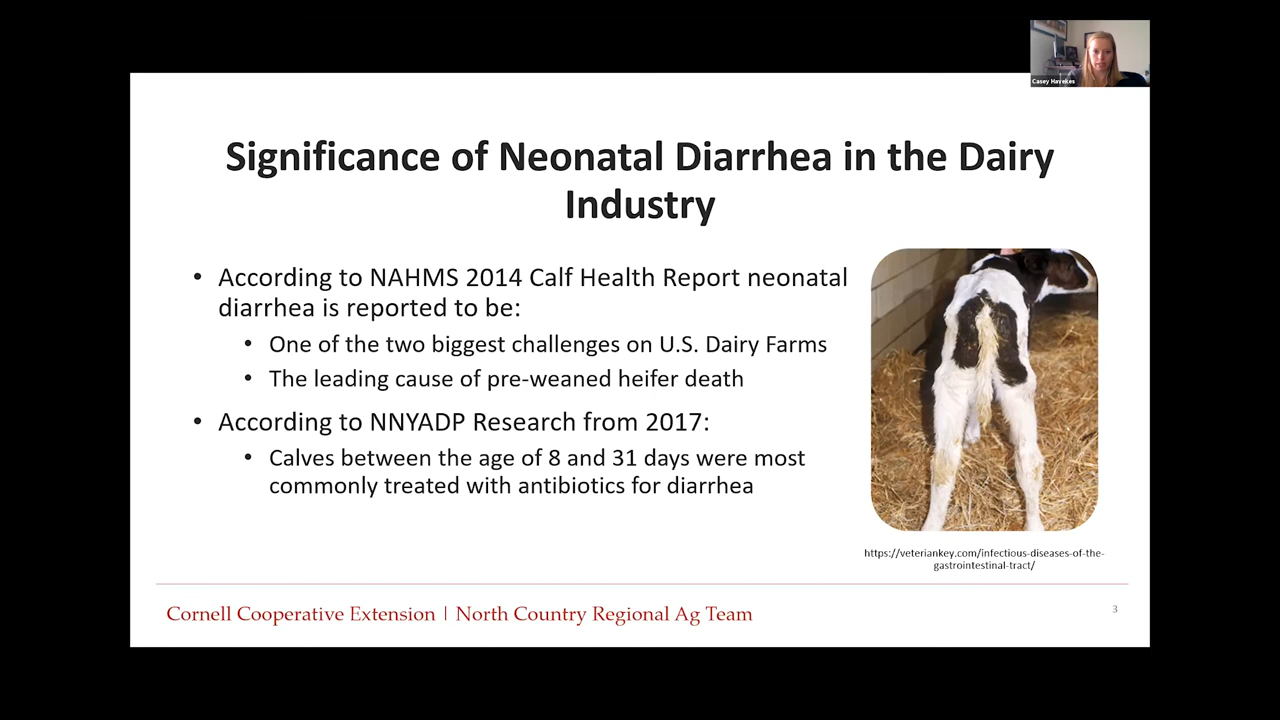 Casey Havekes
Significance of Neonatal Diarrhea in the Dairy
Industry
• According to NAHMS 2014 Calf Health Report neonatal
diarrhea is reported to be:
• One of the two biggest challenges on U.S. Dairy Farms
• The leading cause of pre-weaned heifer death
• According to NNYADP Research from 2017:
• Calves between the age of 8 and 31 days were most
commonly treated with antibiotics for diarrhea
https://veteriankey.com/infectious-diseases-of-the-
gastrointestinal-tract/
Cornell Cooperative Extension | North Country Regional Ag Team
3